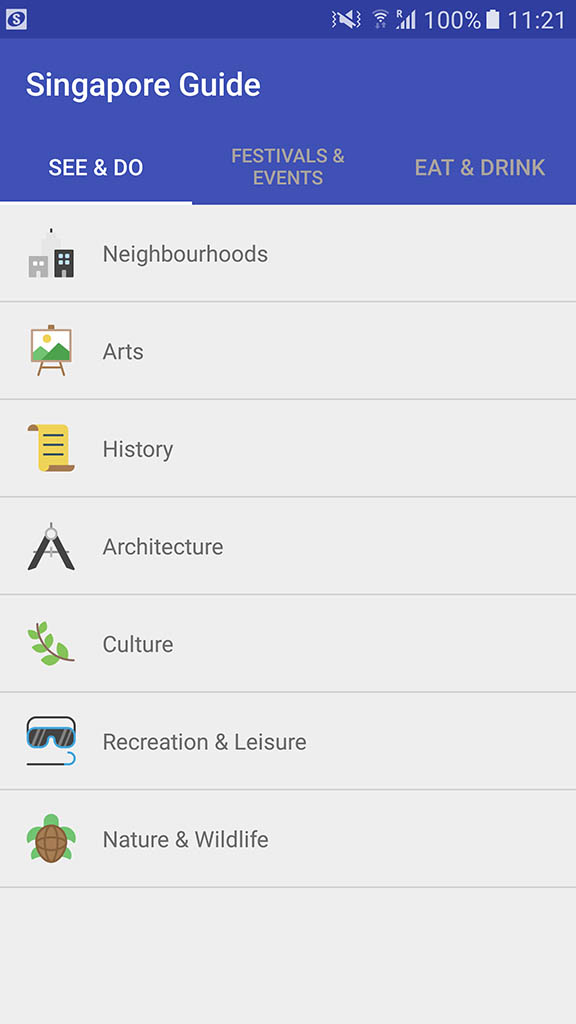 S
R 100% 11:21
Singapore Guide
SEE & DO
FESTIVALS &
EVENTS
EAT & DRINK
Neighbourhoods
Arts
History
Architecture
Culture
Recreation & Leisure
Nature & Wildlife